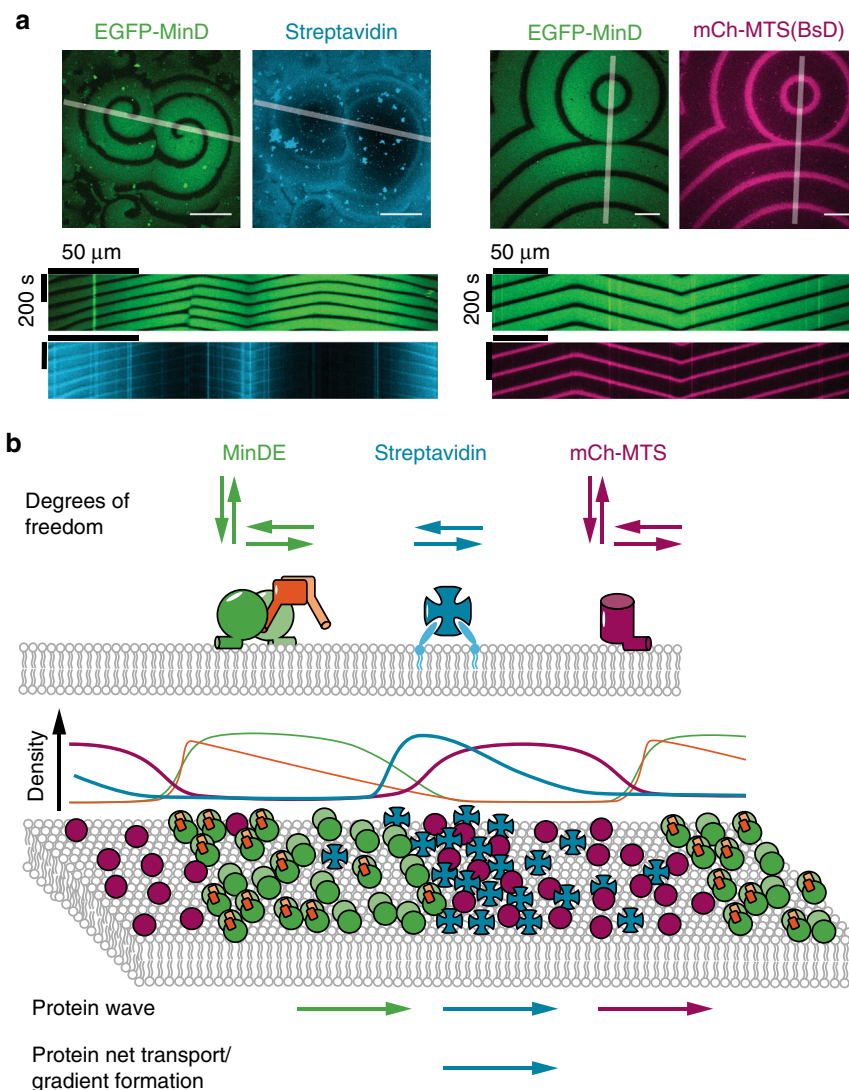 a
EGFP-MinD
Streptavidin
EGFP-MinD
mCh-MTS(BsD)
50 μm
200 s
50 μm
200 s
b
MinDE
Streptavidin
mCh-MTS
Degrees of
freedom
Density
Protein wave
Protein net transport/
gradient formation